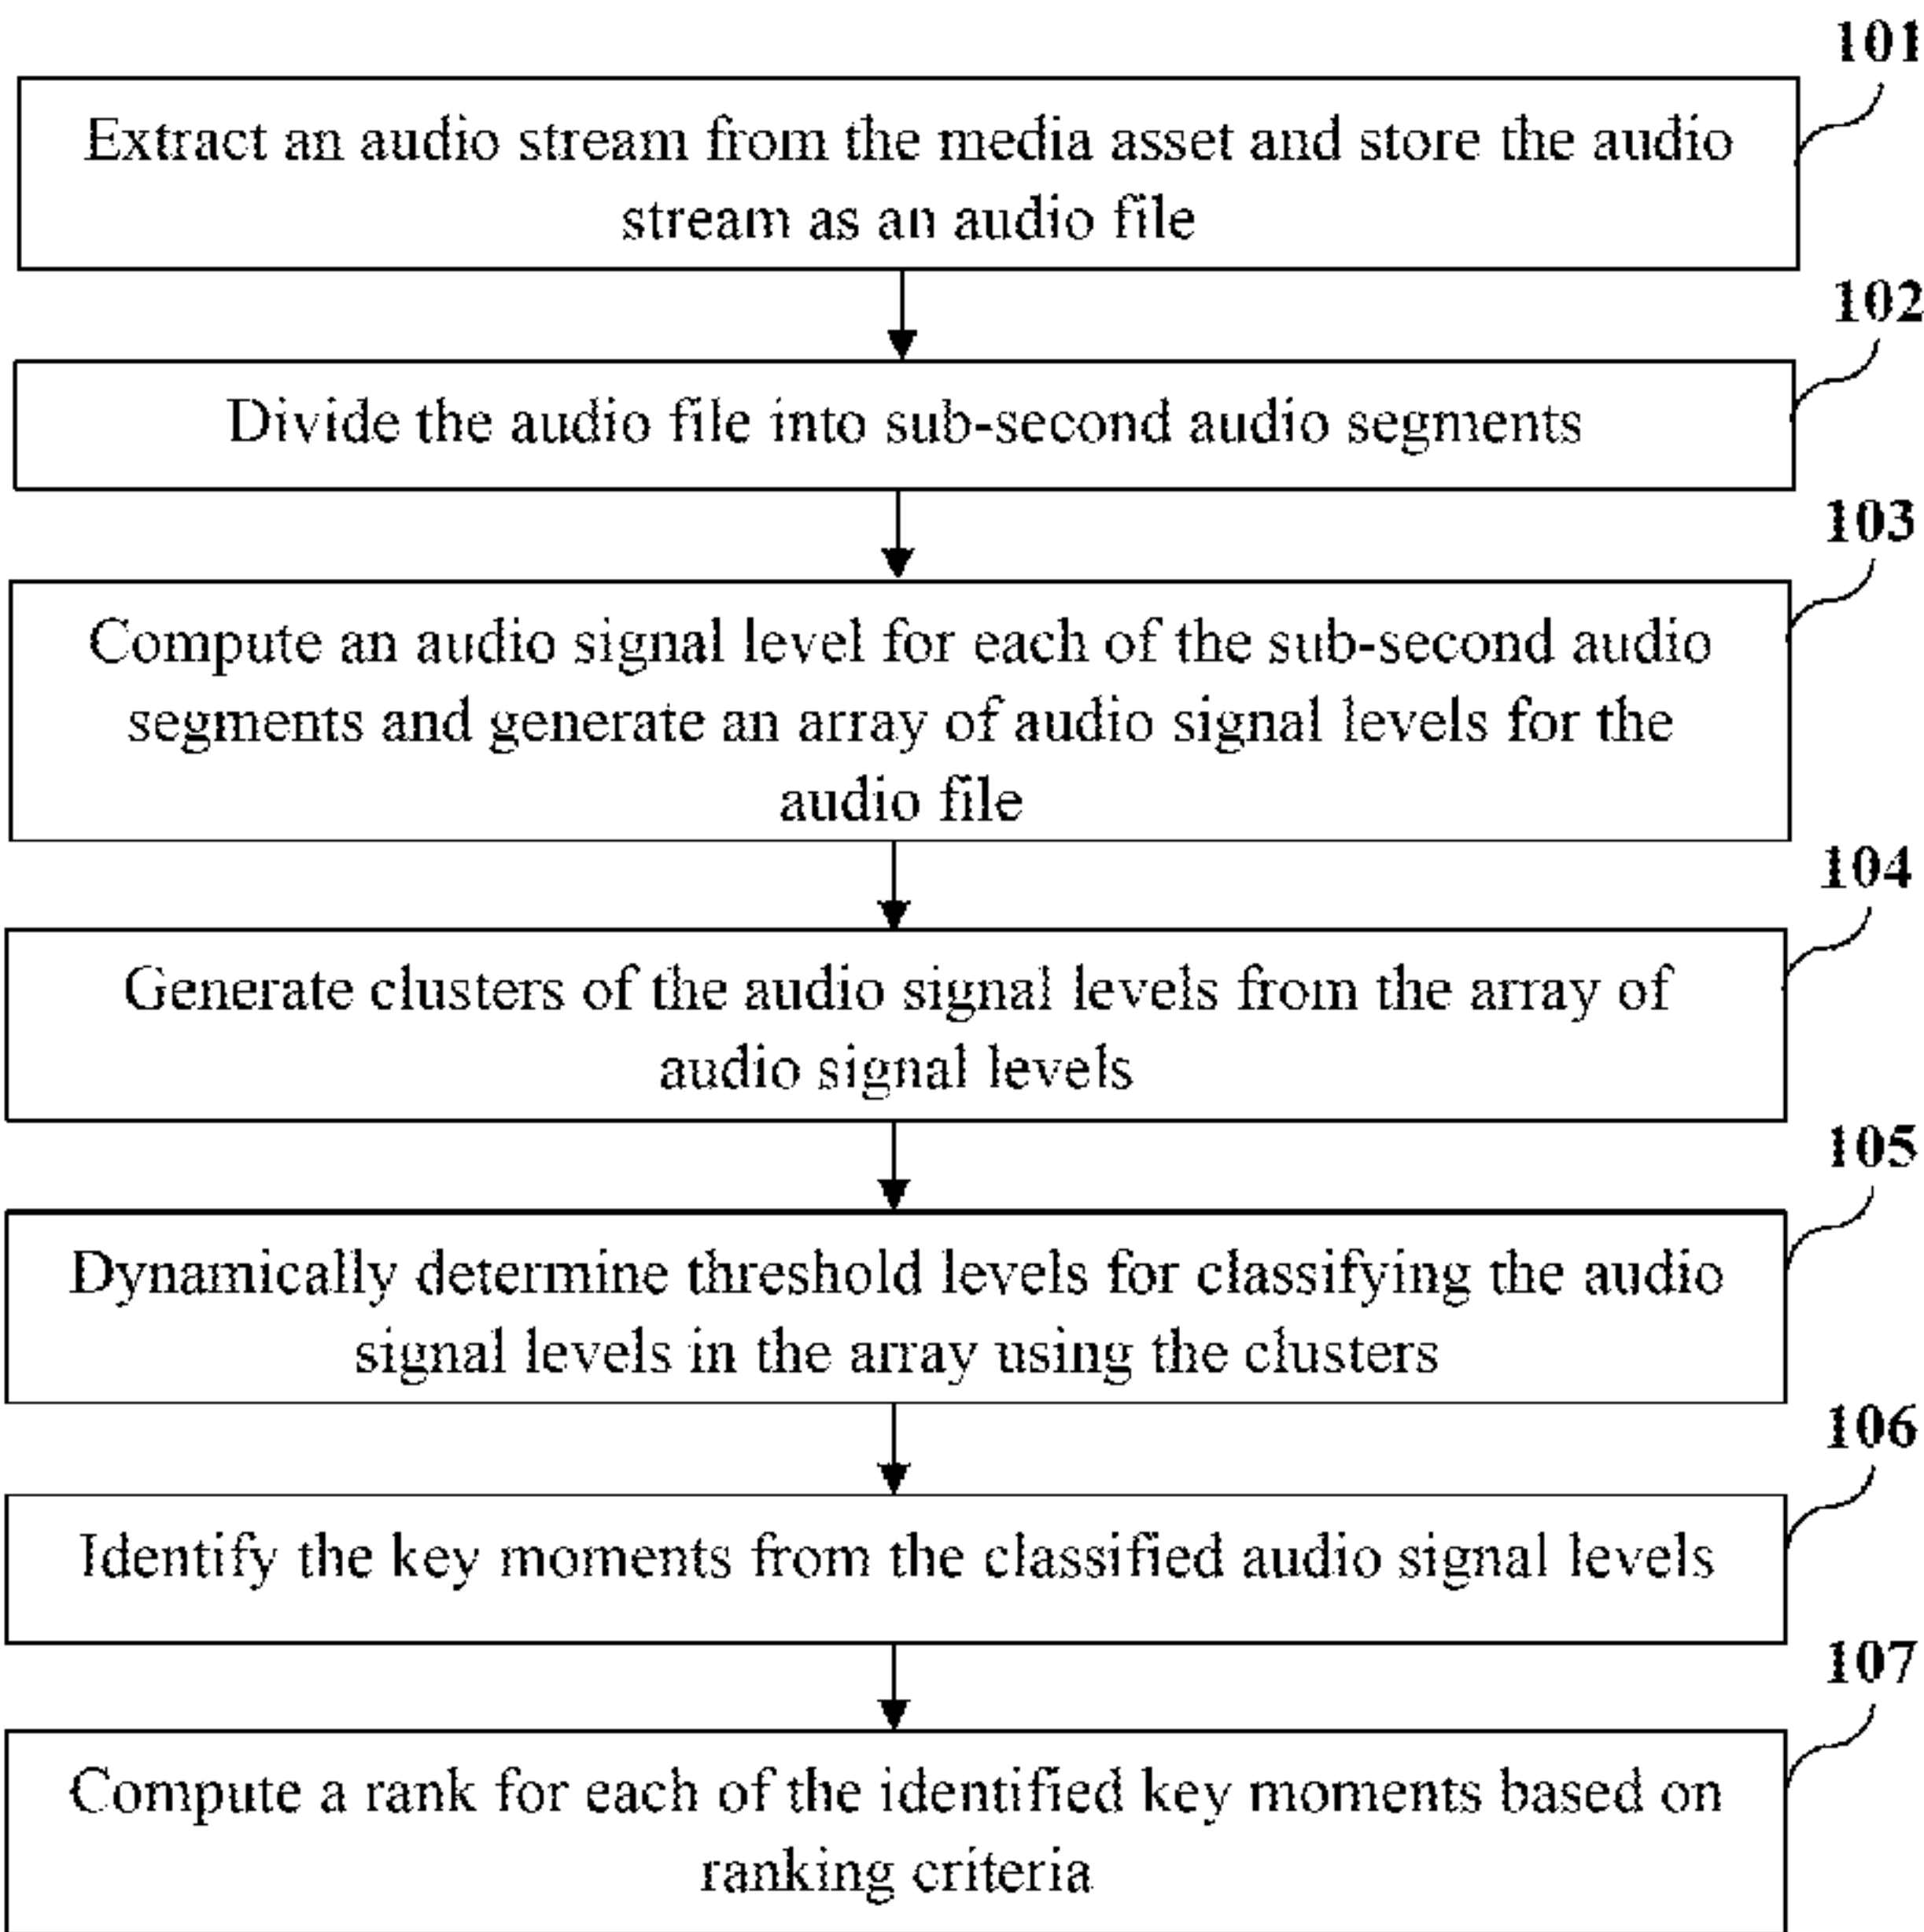 101
Extract an audio stream from the media asset and store the audio
stream as an audio file
102
Divide the audio file into sub-second audio segments
103
Compute an audio signal level for each of the sub-second audio
segments and generate an array of audio signal levels for the
audio file
104
Generate clusters of the audio signal levels from the array of
audio signal levels
105
Dynamically determine threshold levels for classifying the audio
signal levels in the array using the clusters
106
Identify the key moments from the classified audio signal levels
107
Compute a rank for each of the identified key moments based on
ranking criteria